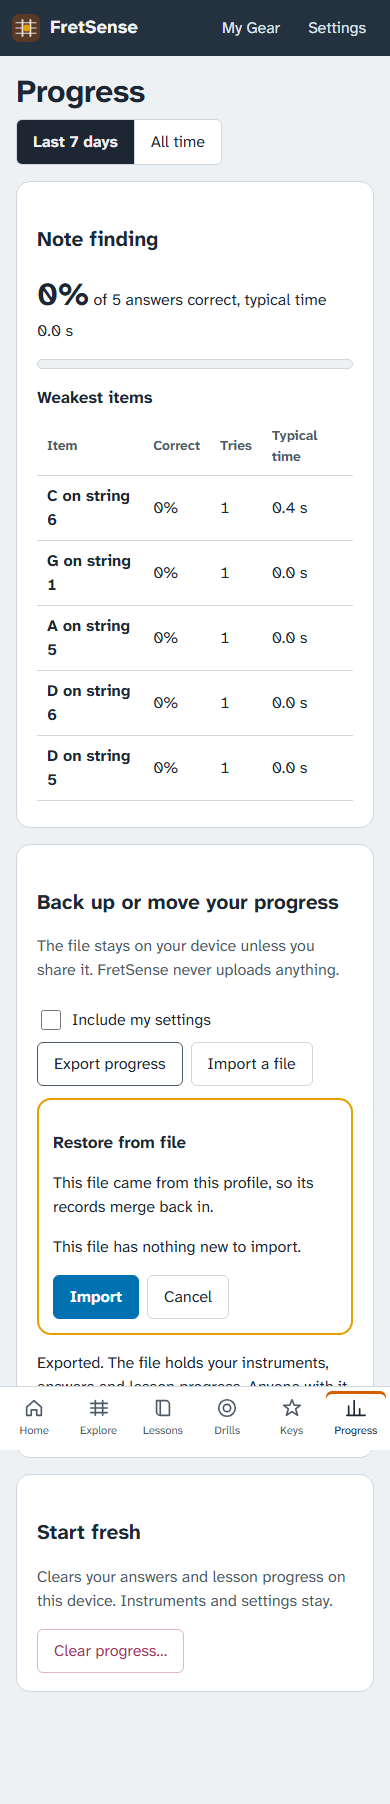 FretSense
My Gear
Settings
Progress
Last 7 days
All time
Note finding
0% of 5 answers correct, typical time
0.0 s
Weakest items
Item Correct Tries Typical
time
C on string
6
0% 1 0.4 s
G on string
1
0% 1 0.0 s
A on string
5
0% 1 0.0 s
D on string
6
0% 1 0.0 s
D on string
5
0% 1 0.0 s
Back up or move your progress
The file stays on your device unless you
share it. FretSense never uploads anything.
Include my settings
Export progress
Import a file
Restore from file
This file came from this profile, so its
records merge back in.
This file has nothing new to import.
Import
Cancel
Exported. The file holds your instruments,
answers and lesson progress. Anyone with it
Home
Explore
Lessons
Drills
Keys
Progress
Start fresh
Clears your answers and lesson progress on
this device. Instruments and settings stay.
Clear progress...